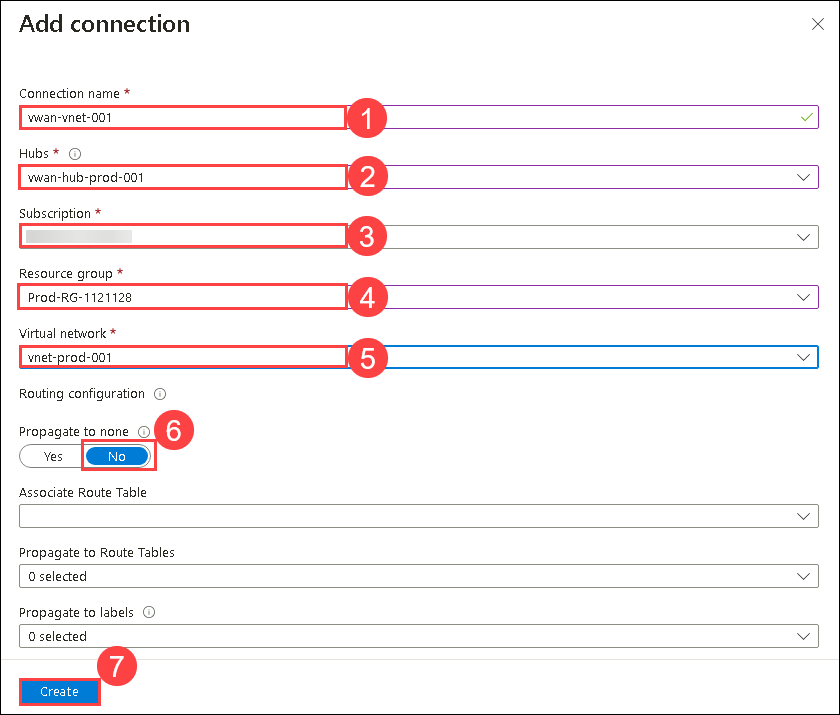 Add connection
Connection name *
vwan-vnet-001
1
Hubs *
vwan-hub-prod-001
2
Subscription *
3
Resource group *
Prod-RG-1121128
4
Virtual network *
vnet-prod-001
5
Routing configuration
Propagate to none
6
Yes No
Associate Route Table
Propagate to Route Tables
0 selected
Propagate to labels
0 selected
7
Create